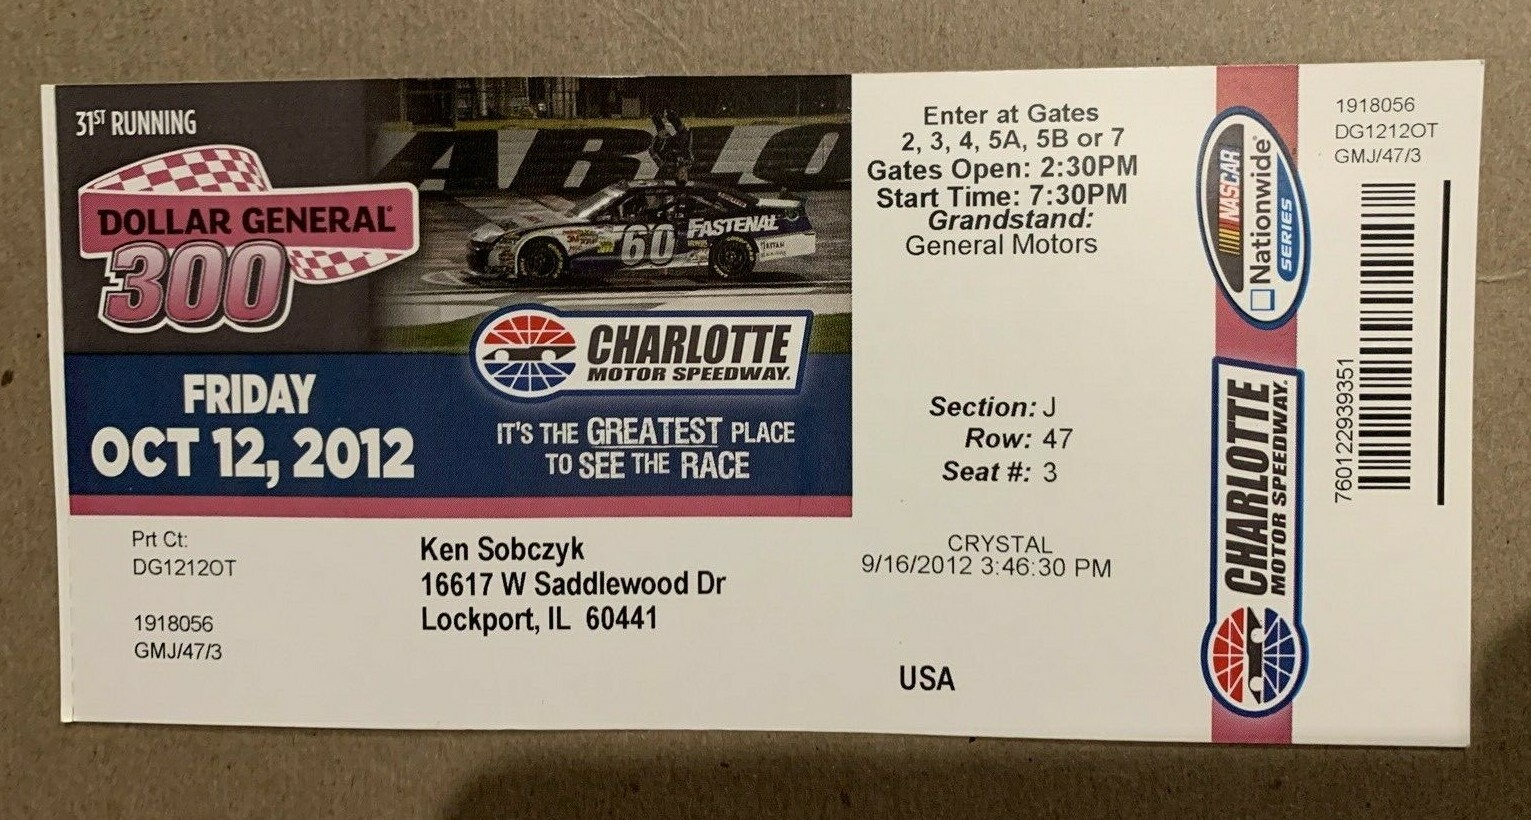 31ST RUNNING
DOLLAR GENERAL®
300
ARLO
60 FASTENAL
CHARLOTTE
MOTOR SPEEDWAY.
FRIDAY
OCT 12, 2012
IT'S THE GREATEST PLACE
TO SEE THE RACE
Prt Ct:
DG1212OT
1918056
GMJ/47/3
Ken Sobczyk
16617 W Saddlewood Dr
Lockport, IL 60441
Enter at Gates
2, 3, 4, 5A, 5B or 7
Gates Open: 2:30PM
Start Time: 7:30PM
Grandstand:
General Motors
Section: J
Row: 47
Seat #: 3
CRYSTAL
9/16/2012 3:46:30 PM
USA
NASCAR
Nationwide®
SERIES
CHARLOTTE
MOTOR SPEEDWAY.
1918056
DG1212OT
GMJ/47/3
7601229393​51